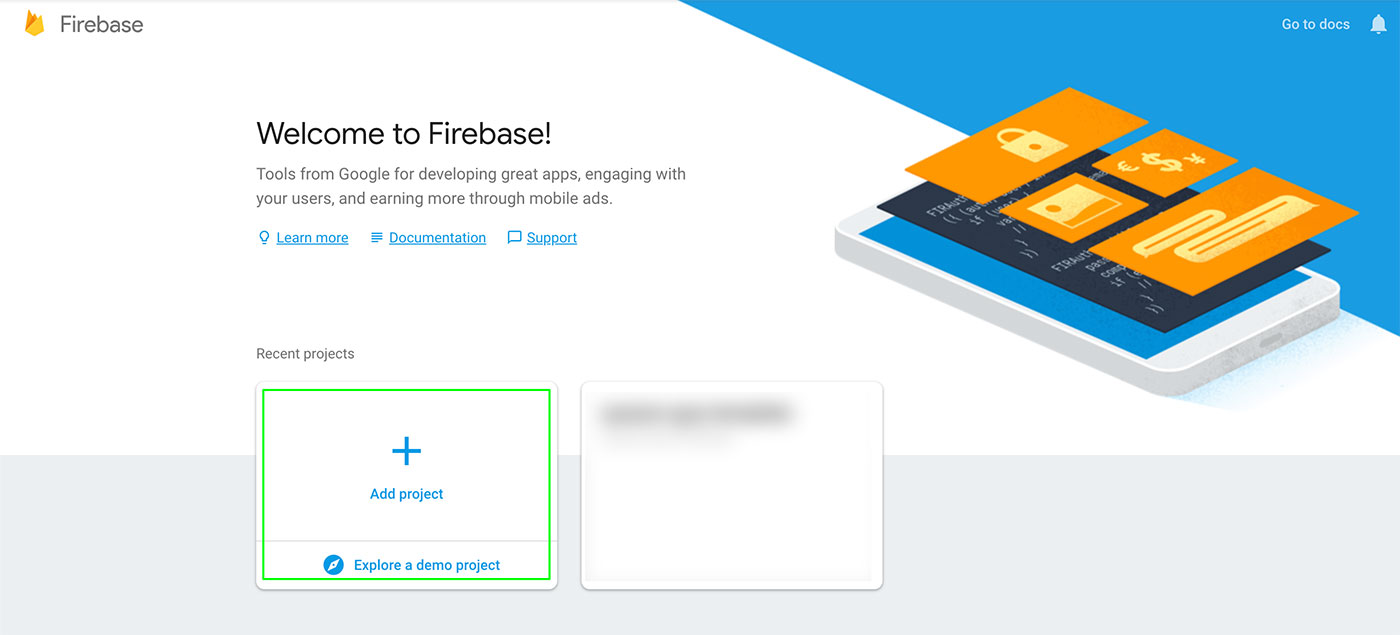 Firebase
Go to docs
Welcome to Firebase!
Tools from Google for developing great apps, engaging with
your users, and earning more through mobile ads.
Learn more Documentation Support
Recent projects
Add project
Explore a demo project